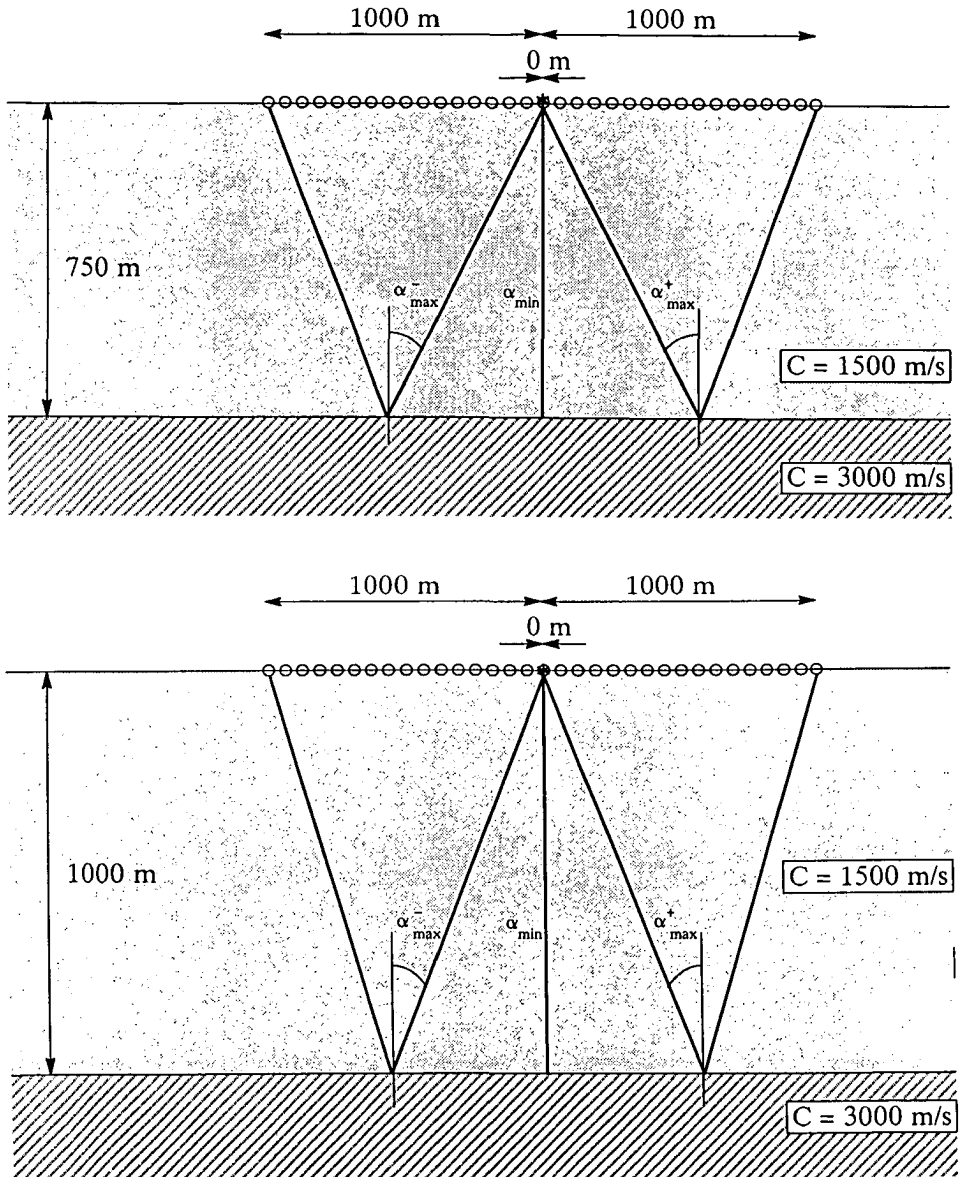 1000 m 1000 m
0 m
750 m
α⁻max αmin α⁺max
C = 1500 m/s
C = 3000 m/s
1000 m 1000 m
0 m
1000 m
C = 1500 m/s
α⁻max αmin α⁺max
C = 3000 m/s